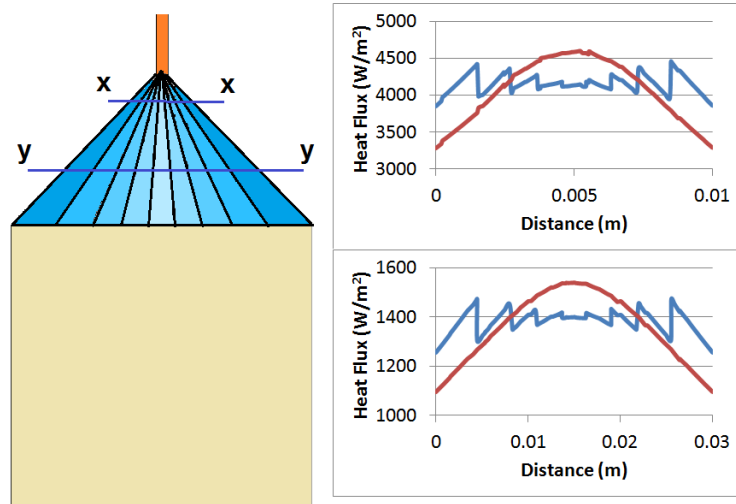 x x
y y
Heat Flux (W/m²)
5000
4500
4000
3500
3000
0 0.005 0.01
Distance (m)
Heat Flux (W/m²)
1600
1400
1200
1000
0 0.01 0.02 0.03
Distance (m)